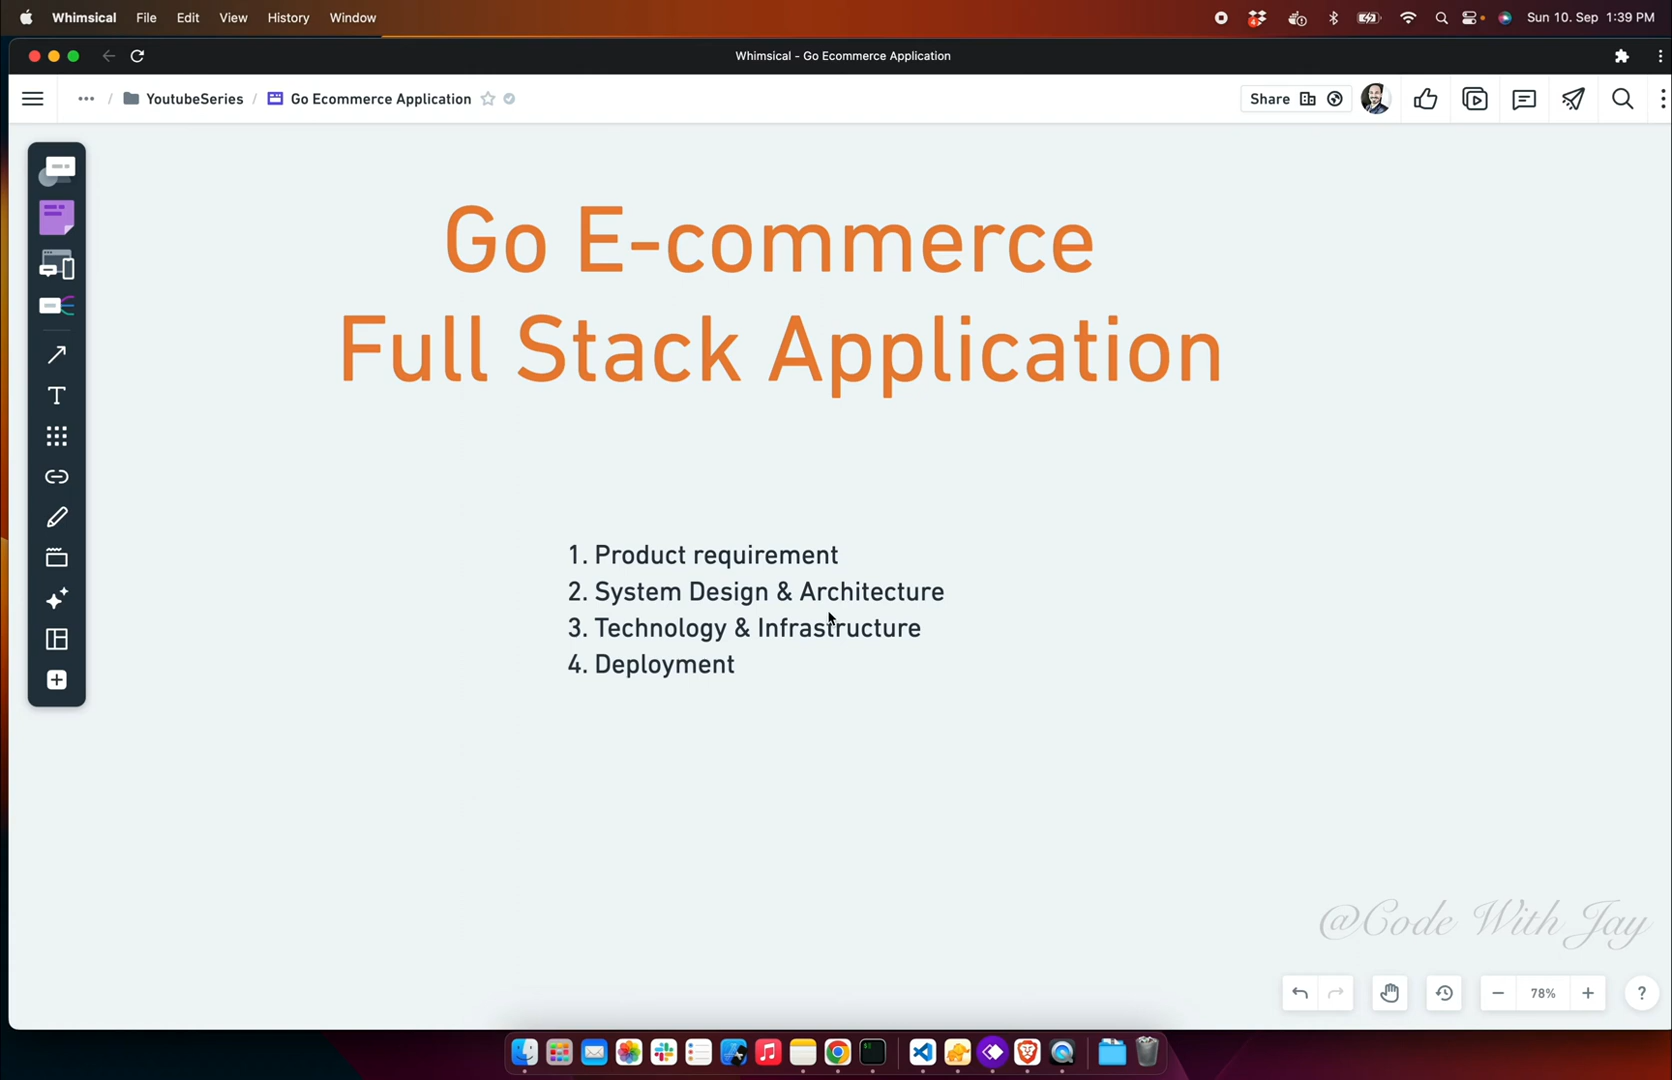 Whimsical File Edit View History Window
Sun 10. Sep 1:39 PM
Whimsical - Go Ecommerce Application
YoutubeSeries / Go Ecommerce Application
Share
Go E-commerce
Full Stack Application
1. Product requirement
2. System Design & Architecture
3. Technology & Infrastructure
4. Deployment
@Code With Jay
78%